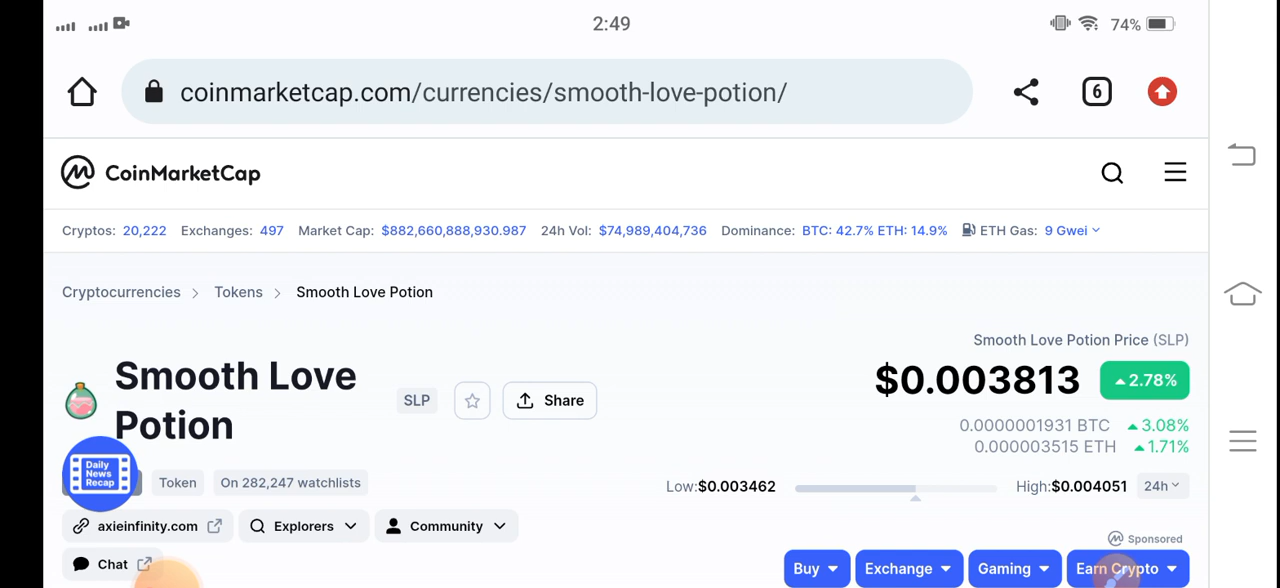 2:49
74%
coinmarketcap.com/currencies/smooth-love-potion/
6
CoinMarketCap
Cryptos: 20,222 Exchanges: 497 Market Cap: $882,660,888,930.987 24h Vol: $74,989,404,736 Dominance: BTC: 42.7% ETH: 14.9% ETH Gas: 9 Gwei
Cryptocurrencies > Tokens > Smooth Love Potion
Smooth Love Potion Price (SLP)
Smooth Love
Potion
SLP
Share
$0.003813 2.78%
0.0000001931 BTC 3.08%
0.000003515 ETH 1.71%
Daily
News
Recap
Token
On 282,247 watchlists
Low:$0.003462
High:$0.004051
24h
axieinfinity.com
Explorers
Community
Chat
Sponsored
Buy
Exchange
Gaming
Earn Crypto